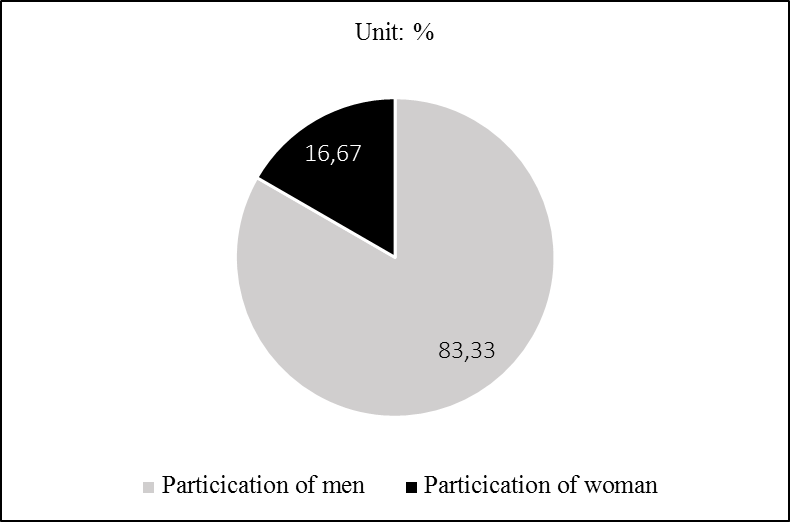 Unit: %
16,67
83,33
Particication of men
Particication of woman